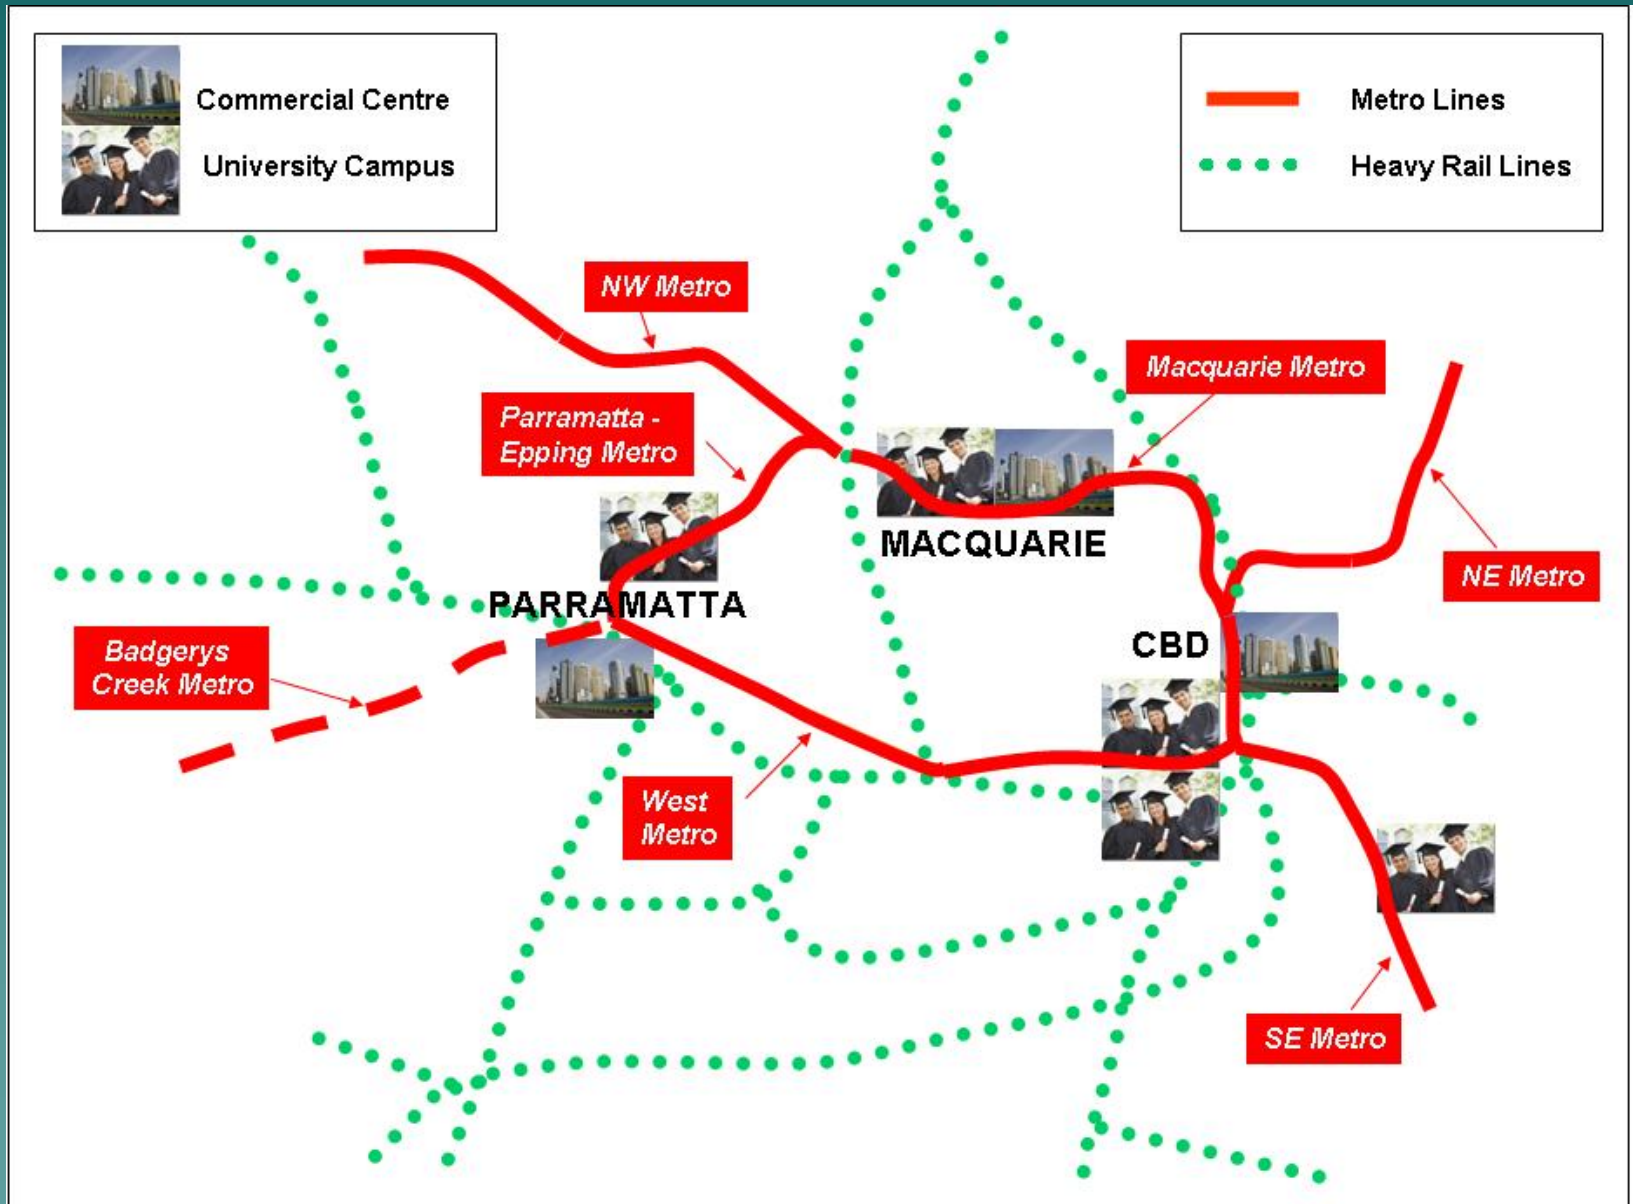 Commercial Centre
University Campus
Metro Lines
Heavy Rail Lines
NW Metro
Macquarie Metro
Parramatta -
Epping Metro
MACQUARIE
NE Metro
PARRAMATTA
CBD
Badgerys
Creek Metro
West
Metro
SE Metro